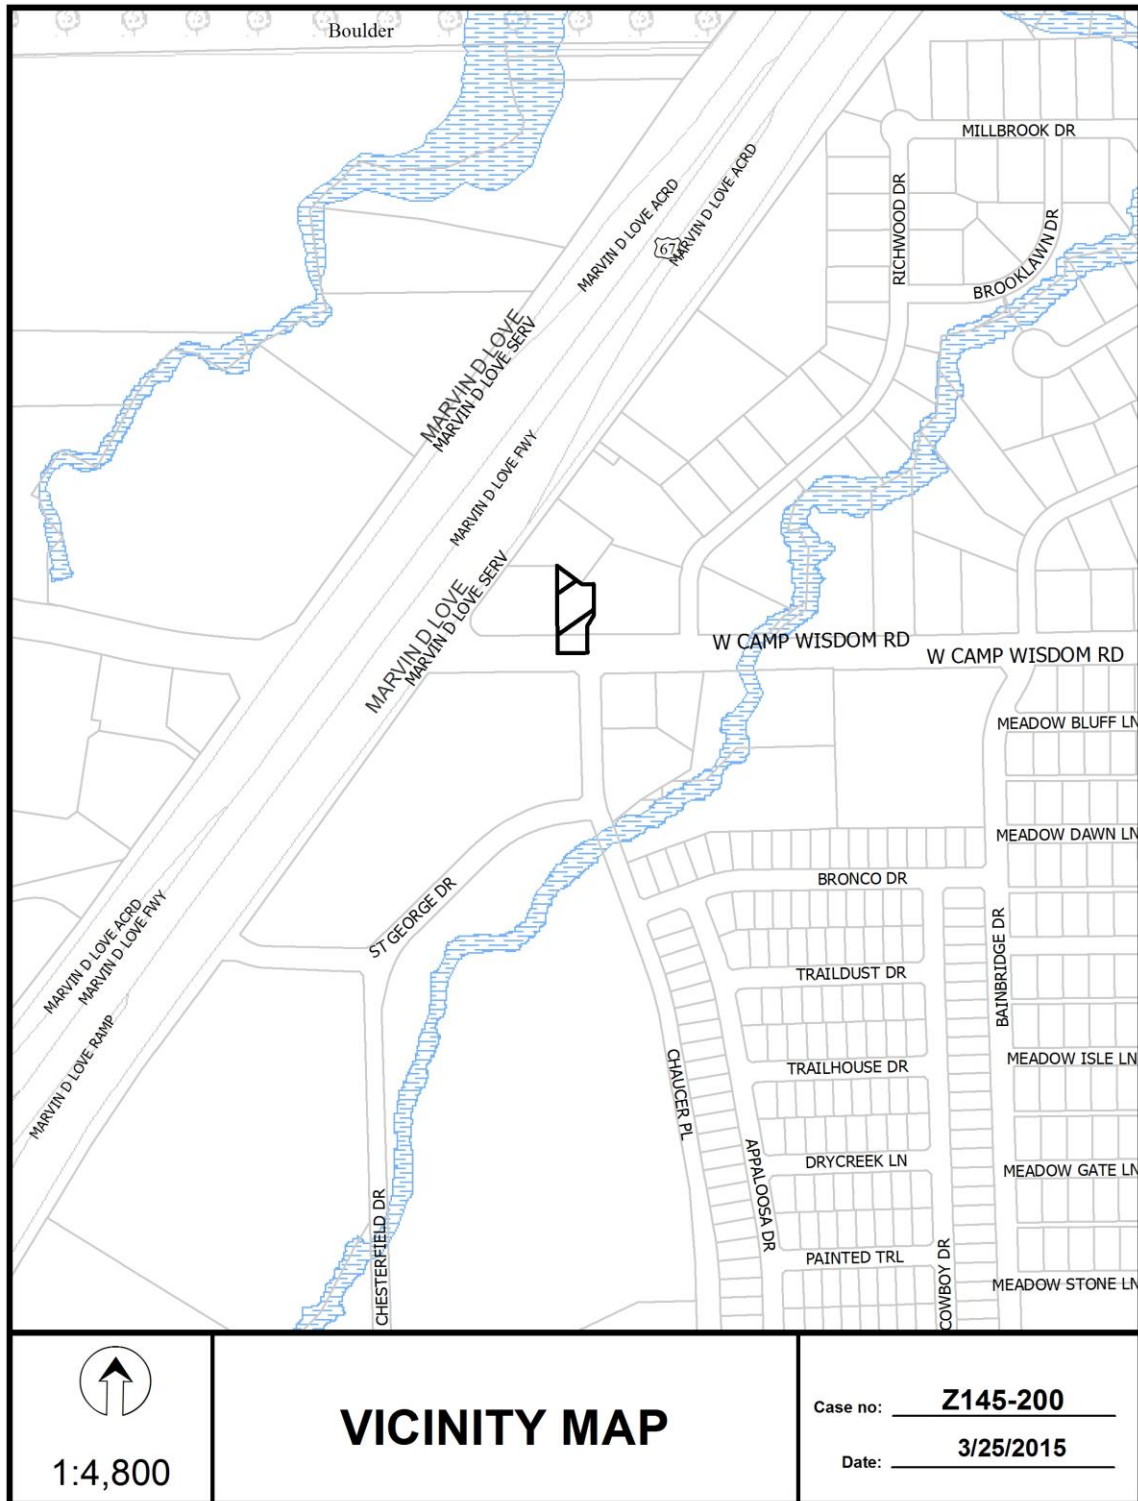 Boulder
MILLBROOK DR
MARVIN D LOVE ACRD
MARVIN D LOVE ACRD
67
RICHWOOD DR
BROOKLAWN DR
MARVIN D LOVE
MARVIN D LOVE SERV
MARVIN D LOVE FWY
MARVIN D LOVE
MARVIN D LOVE SERV
W CAMP WISDOM RD
W CAMP WISDOM RD
MEADOW BLUFF LN
MEADOW DAWN LN
BRONCO DR
ST GEORGE DR
MARVIN D LOVE ACRD
MARVIN D LOVE FWY
BAINBRIDGE DR
TRAILDUST DR
MARVIN D LOVE RAMP
MEADOW ISLE LN
TRAILHOUSE DR
CHAUCER PL
DRYCREEK LN
MEADOW GATE LN
APPALOOSA DR
CHESTERFIELD DR
PAINTED TRL
COWBOY DR
MEADOW STONE LN
1:4,800
VICINITY MAP
Case no: Z145-200
Date: 3/25/2015